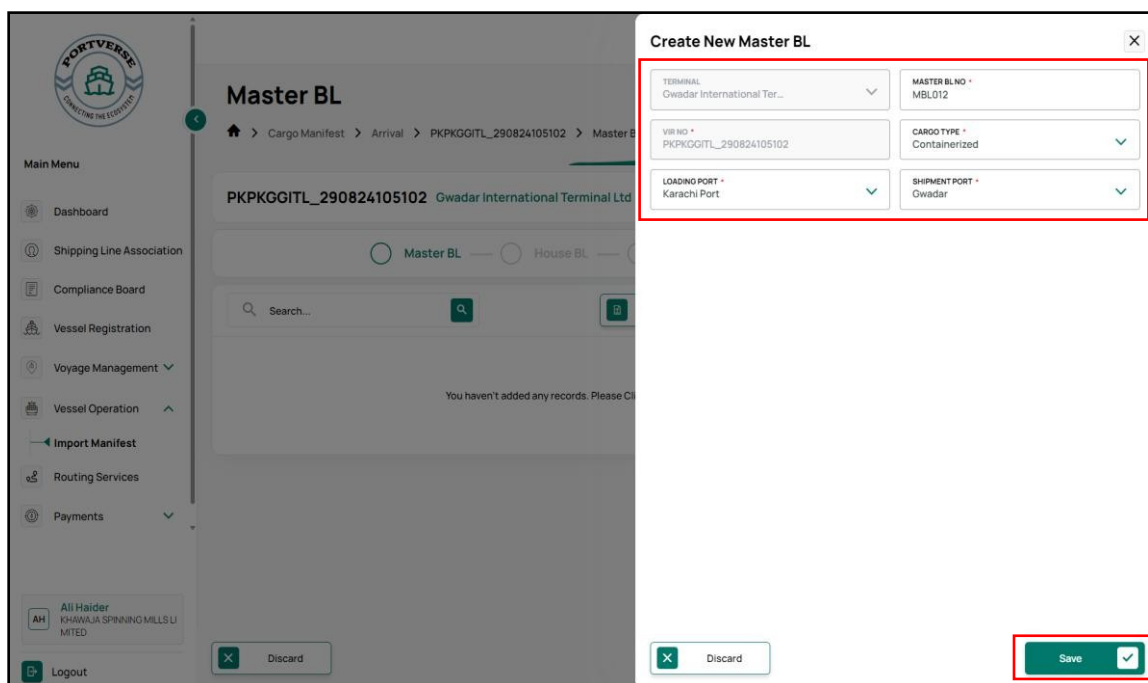 PORTVERSE
CONNECTING THE ECOSYSTEM
Main Menu
Dashboard
Shipping Line Association
Compliance Board
Vessel Registration
Voyage Management
Vessel Operation
Import Manifest
Routing Services
Payments
AH
Ali Haider
KHAWAJA SPINNING MILLS LI
MITED
Logout
Master BL
> Cargo Manifest > Arrival > PKPKGGITL_290824105102 > Master B
PKPKGGITL_290824105102 Gwadar International Terminal Ltd
Master BL
House BL
Search...
You haven't added any records. Please Cli
Discard
Create New Master BL
TERMINAL
Gwadar International Ter...
MASTER BL NO *
MBL012
VIR NO *
PKPKGGITL_290824105102
CARGO TYPE *
Containerized
LOADING PORT *
Karachi Port
SHIPMENT PORT *
Gwadar
Discard
Save